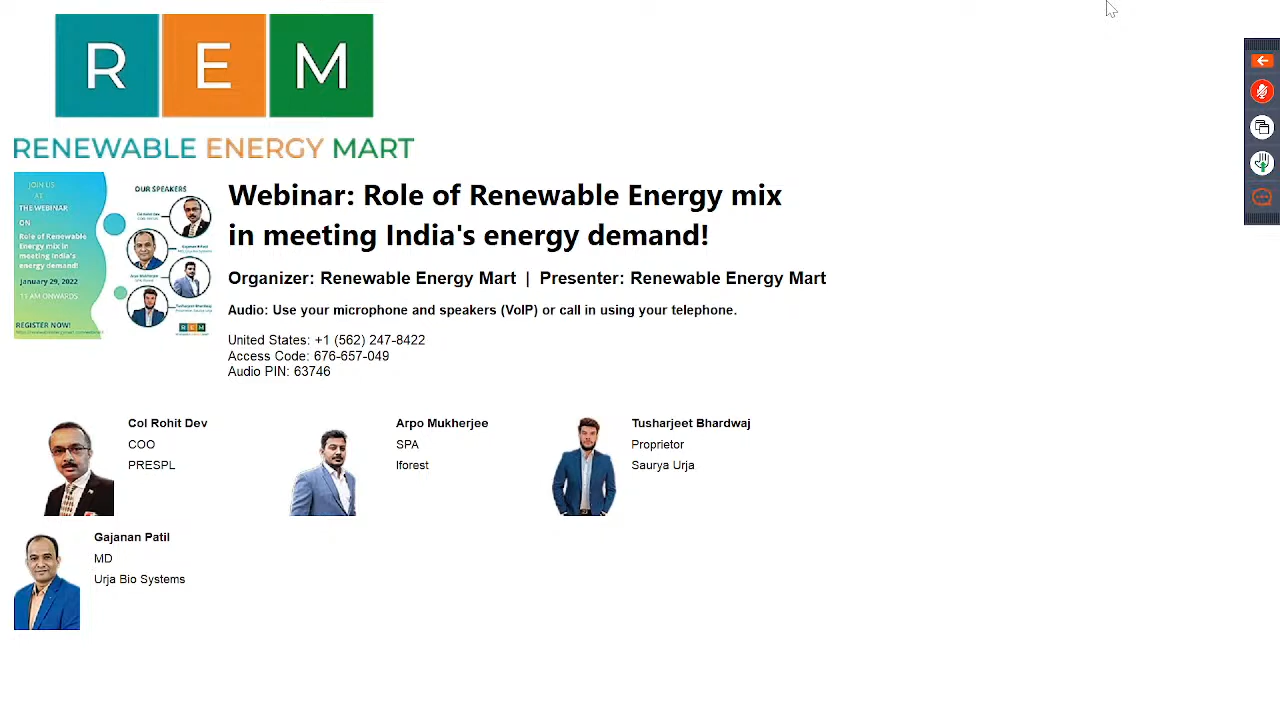 R E M
RENEWABLE ENERGY MART
JOIN US
AT
THE WEBINAR
ON
Role of Renewable
Energy mix in
meeting India's
energy demand!
January 29, 2022
11 AM ONWARDS
REGISTER NOW!
OUR SPEAKERS
Webinar: Role of Renewable Energy mix
in meeting India's energy demand!
Organizer: Renewable Energy Mart | Presenter: Renewable Energy Mart
Audio: Use your microphone and speakers (VoIP) or call in using your telephone.
United States: +1 (562) 247-8422
Access Code: 676-657-049
Audio PIN: 63746
Col Rohit Dev
COO
PRESPL
Arpo Mukherjee
SPA
Iforest
Tusharjeet Bhardwaj
Proprietor
Saurya Urja
Gajanan Patil
MD
Urja Bio Systems